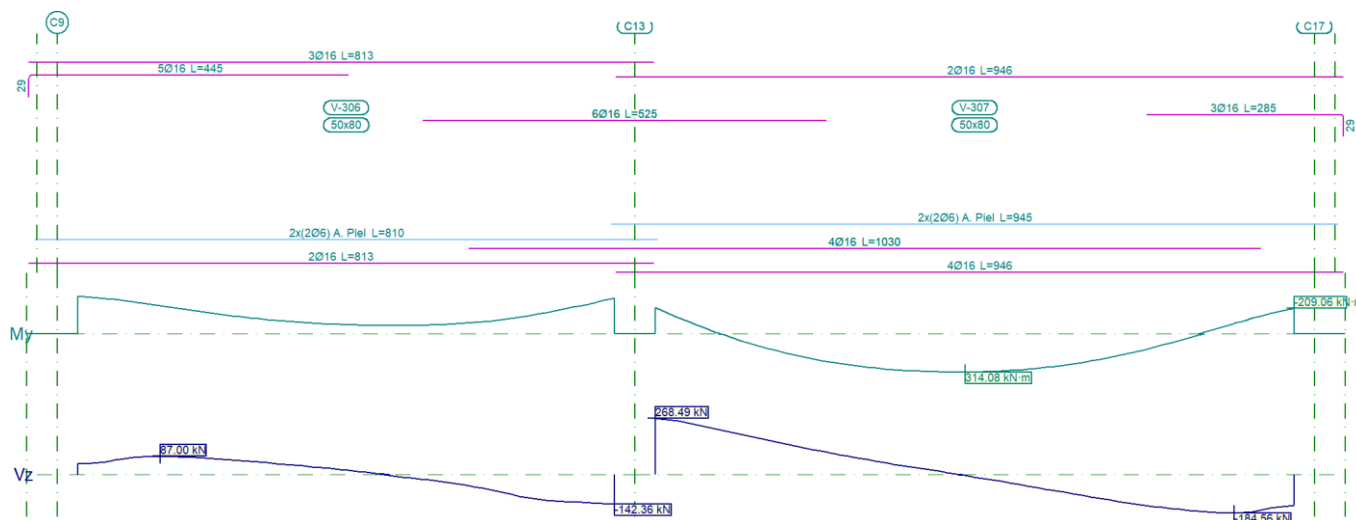 C9
C13
C17
3Ø16 L=813
5Ø16 L=445
2Ø16 L=946
29
V-306
50x80
6Ø16 L=525
V-307
50x80
3Ø16 L=285
29
2x(2Ø6) A. Piel L=945
2x(2Ø6) A. Piel L=810
4Ø16 L=1030
2Ø16 L=813
4Ø16 L=946
-209.06 kN·m
My
314.08 kN·m
268.49 kN
87.00 kN
Vz
-142.36 kN
-184.56 kN